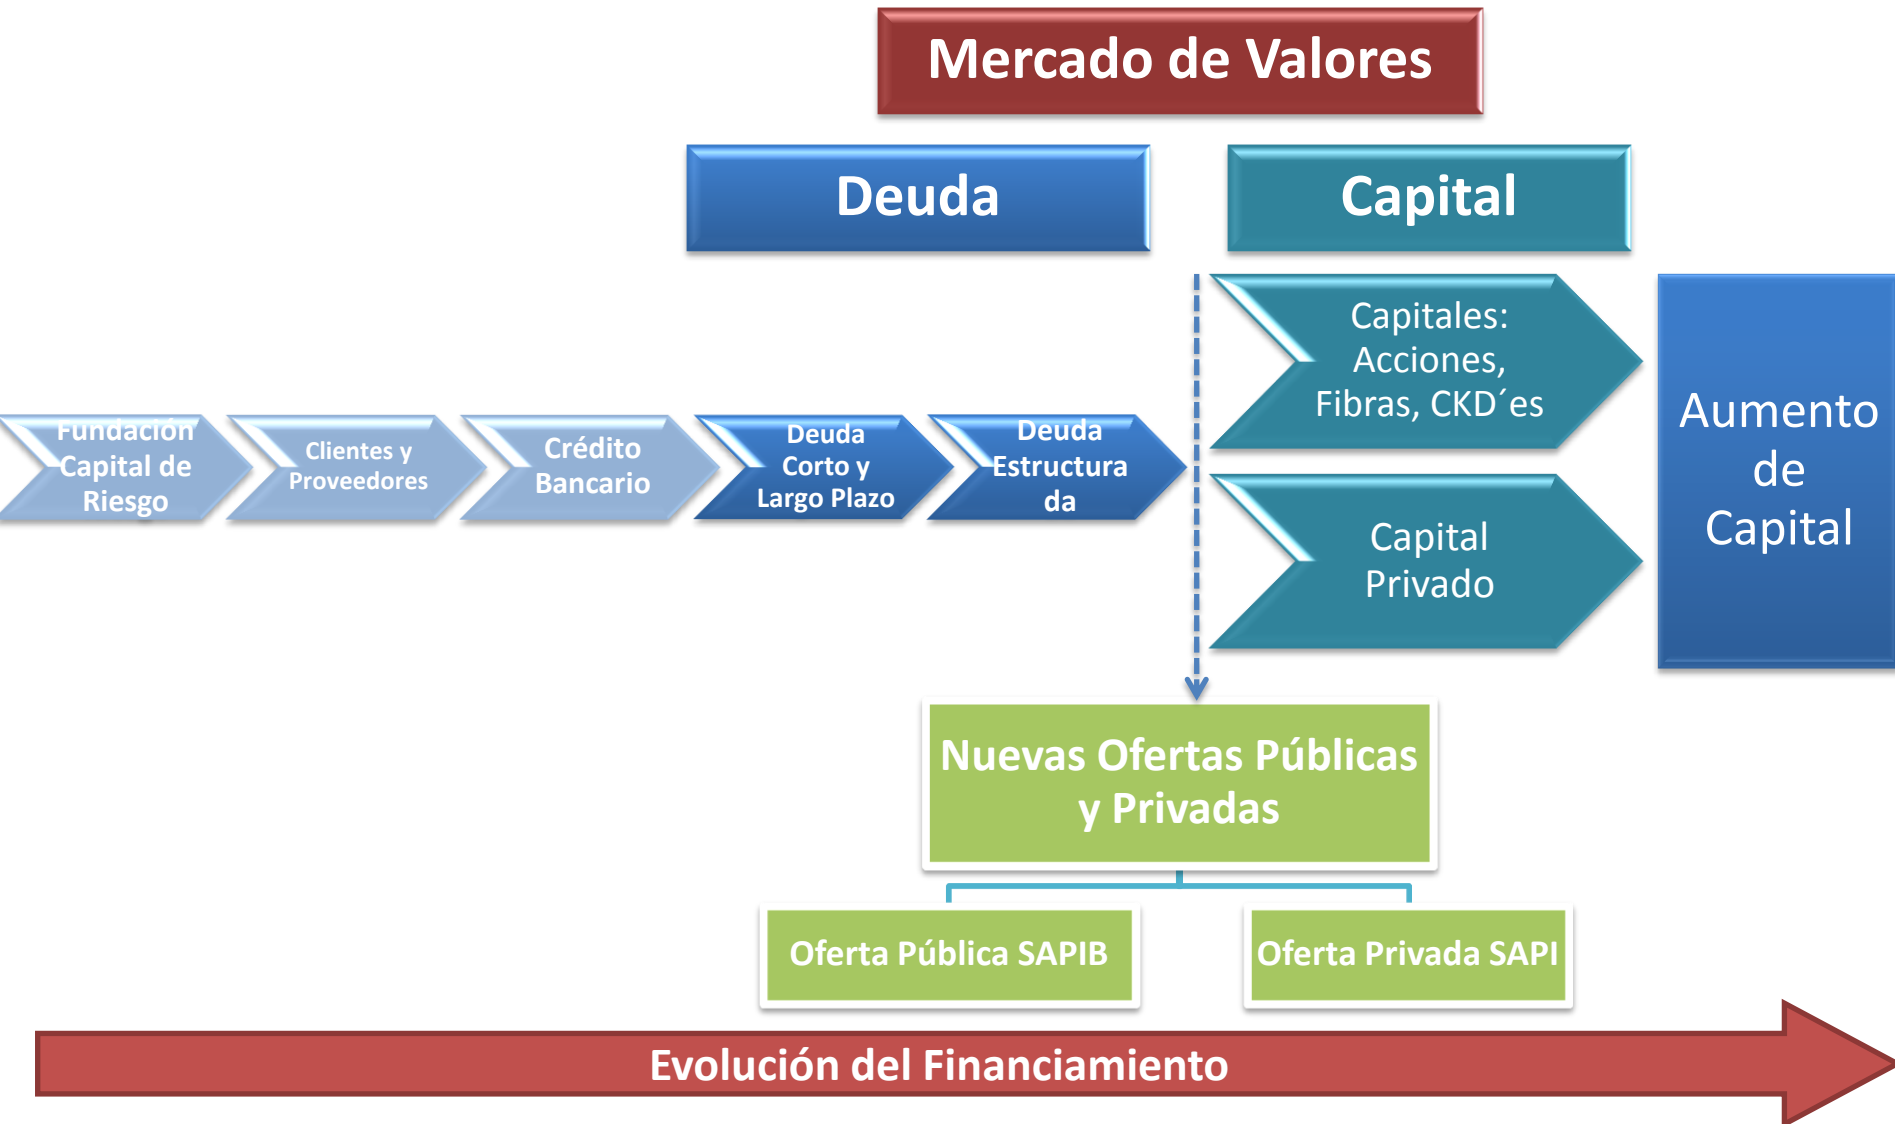 Mercado de Valores
Deuda
Capital
Fundación
Capital de
Riesgo
Clientes y
Proveedores
Crédito
Bancario
Deuda
Corto y
Largo Plazo
Deuda
Estructura
da
Capitales:
Acciones,
Fibras, CKD´es
Capital
Privado
Aumento
de
Capital
Nuevas Ofertas Públicas
y Privadas
Oferta Pública SAPIB
Oferta Privada SAPI
Evolución del Financiamiento